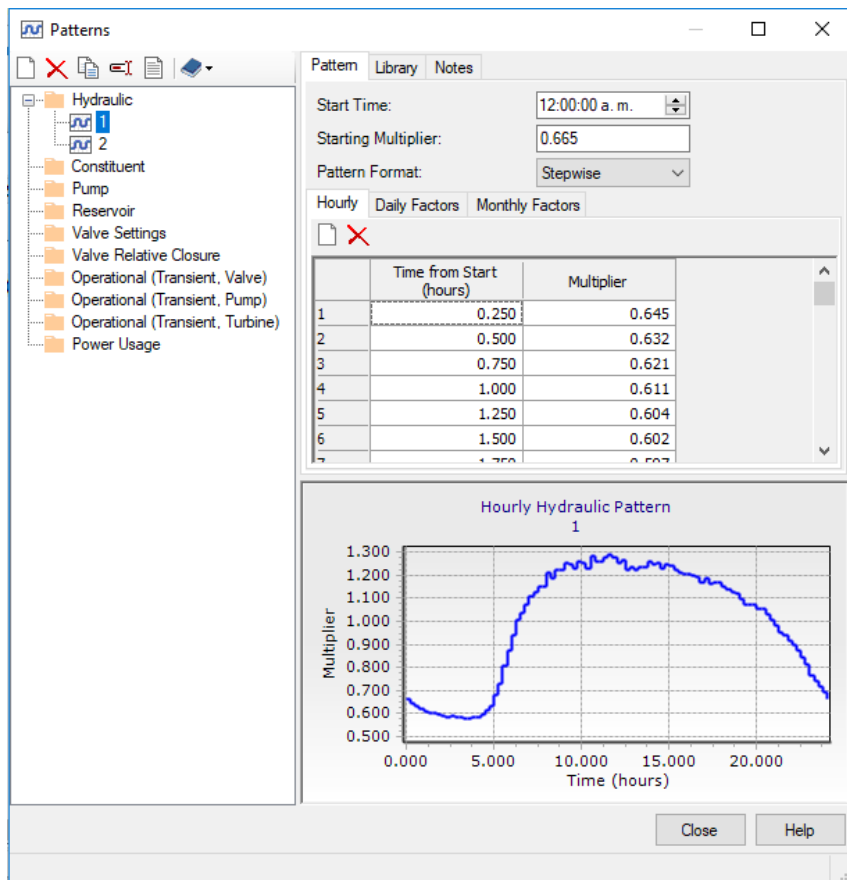 Patterns
Pattern Library Notes
Hydraulic
1
2
Constituent
Pump
Reservoir
Valve Settings
Valve Relative Closure
Operational (Transient, Valve)
Operational (Transient, Pump)
Operational (Transient, Turbine)
Power Usage
Start Time: 12:00:00 a. m.
Starting Multiplier: 0.665
Pattern Format: Stepwise
Hourly Daily Factors Monthly Factors
Time from Start (hours) Multiplier
1 0.250 0.645
2 0.500 0.632
3 0.750 0.621
4 1.000 0.611
5 1.250 0.604
6 1.500 0.602
Hourly Hydraulic Pattern
1
Multiplier
1.300
1.200
1.100
1.000
0.900
0.800
0.700
0.600
0.500
0.000 5.000 10.000 15.000 20.000
Time (hours)
Close Help